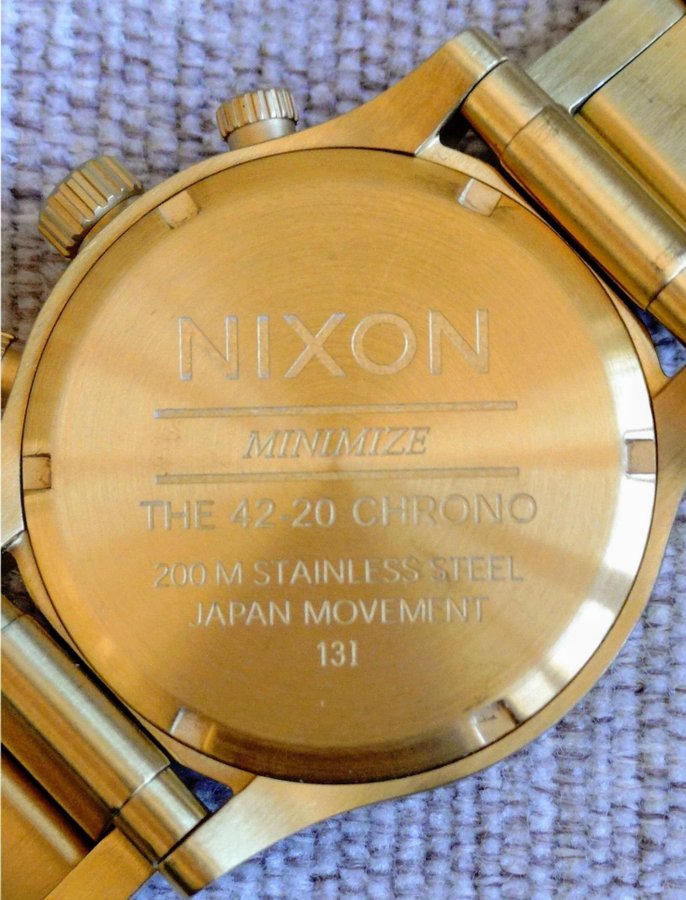 NIXON
MINIMIZE
THE 42-20 CHRONO
200 M STAINLESS STEEL
JAPAN MOVEMENT
131